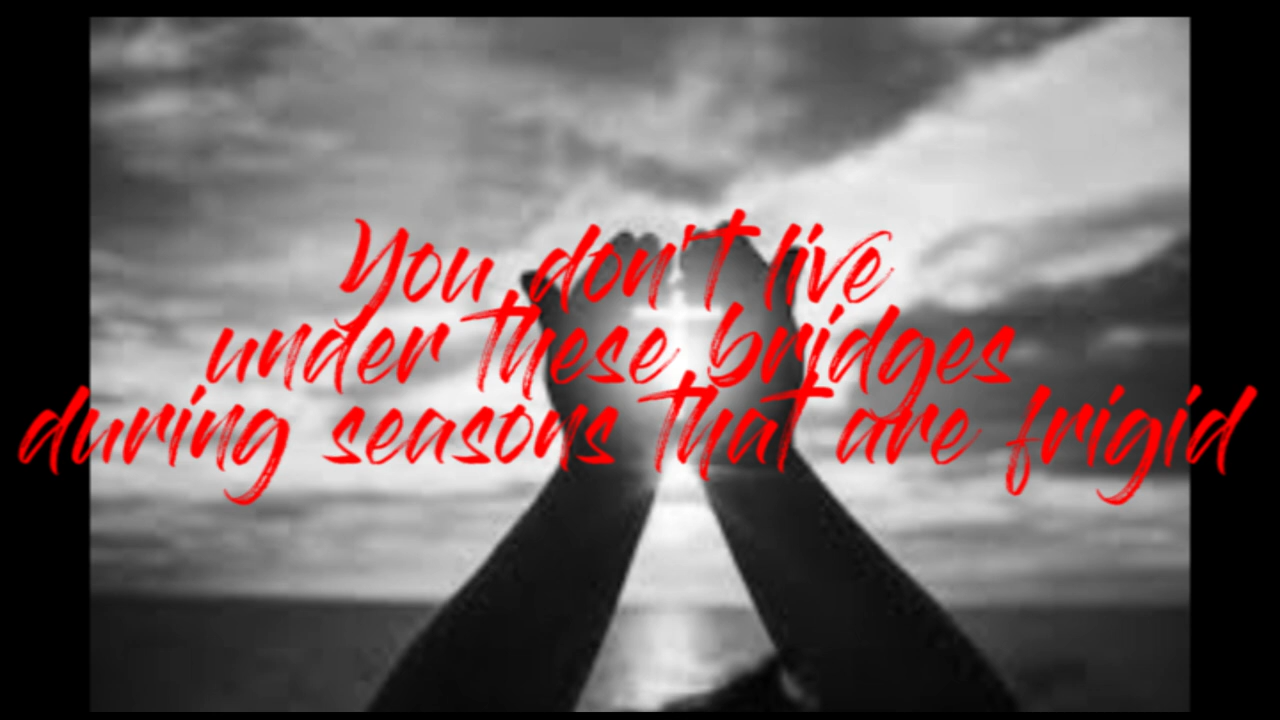 You don't live
under these bridges
during seasons that are frigid